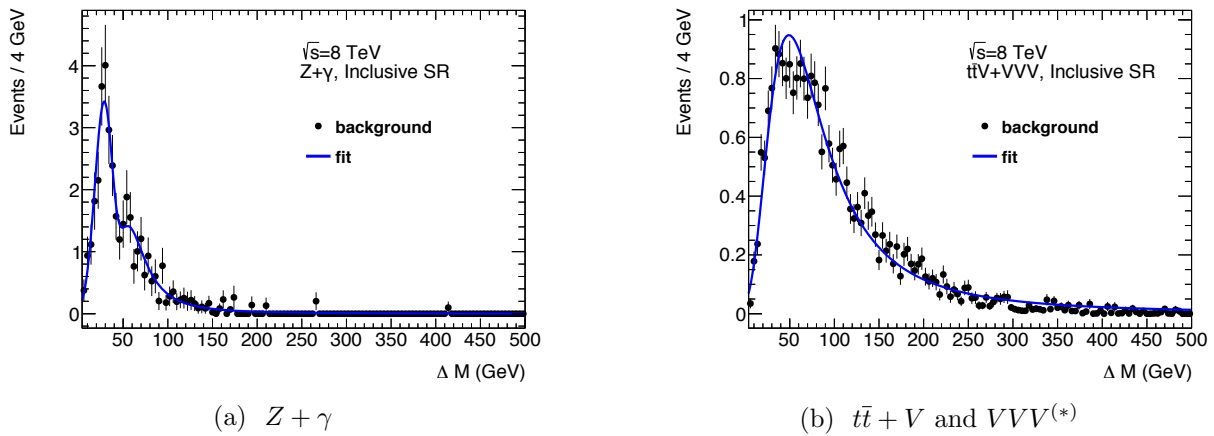 Events / 4 GeV
4
3
2
1
0
√s=8 TeV
Z+γ, Inclusive SR
background
fit
50 100 150 200 250 300 350 400 450 500
Δ M (GeV)
(a) Z + γ
Events / 4 GeV
1
0.8
0.6
0.4
0.2
0
√s=8 TeV
tt̄V+VVV, Inclusive SR
background
fit
50 100 150 200 250 300 350 400 450 500
Δ M (GeV)
(b) tt̄ + V and VVV(*)